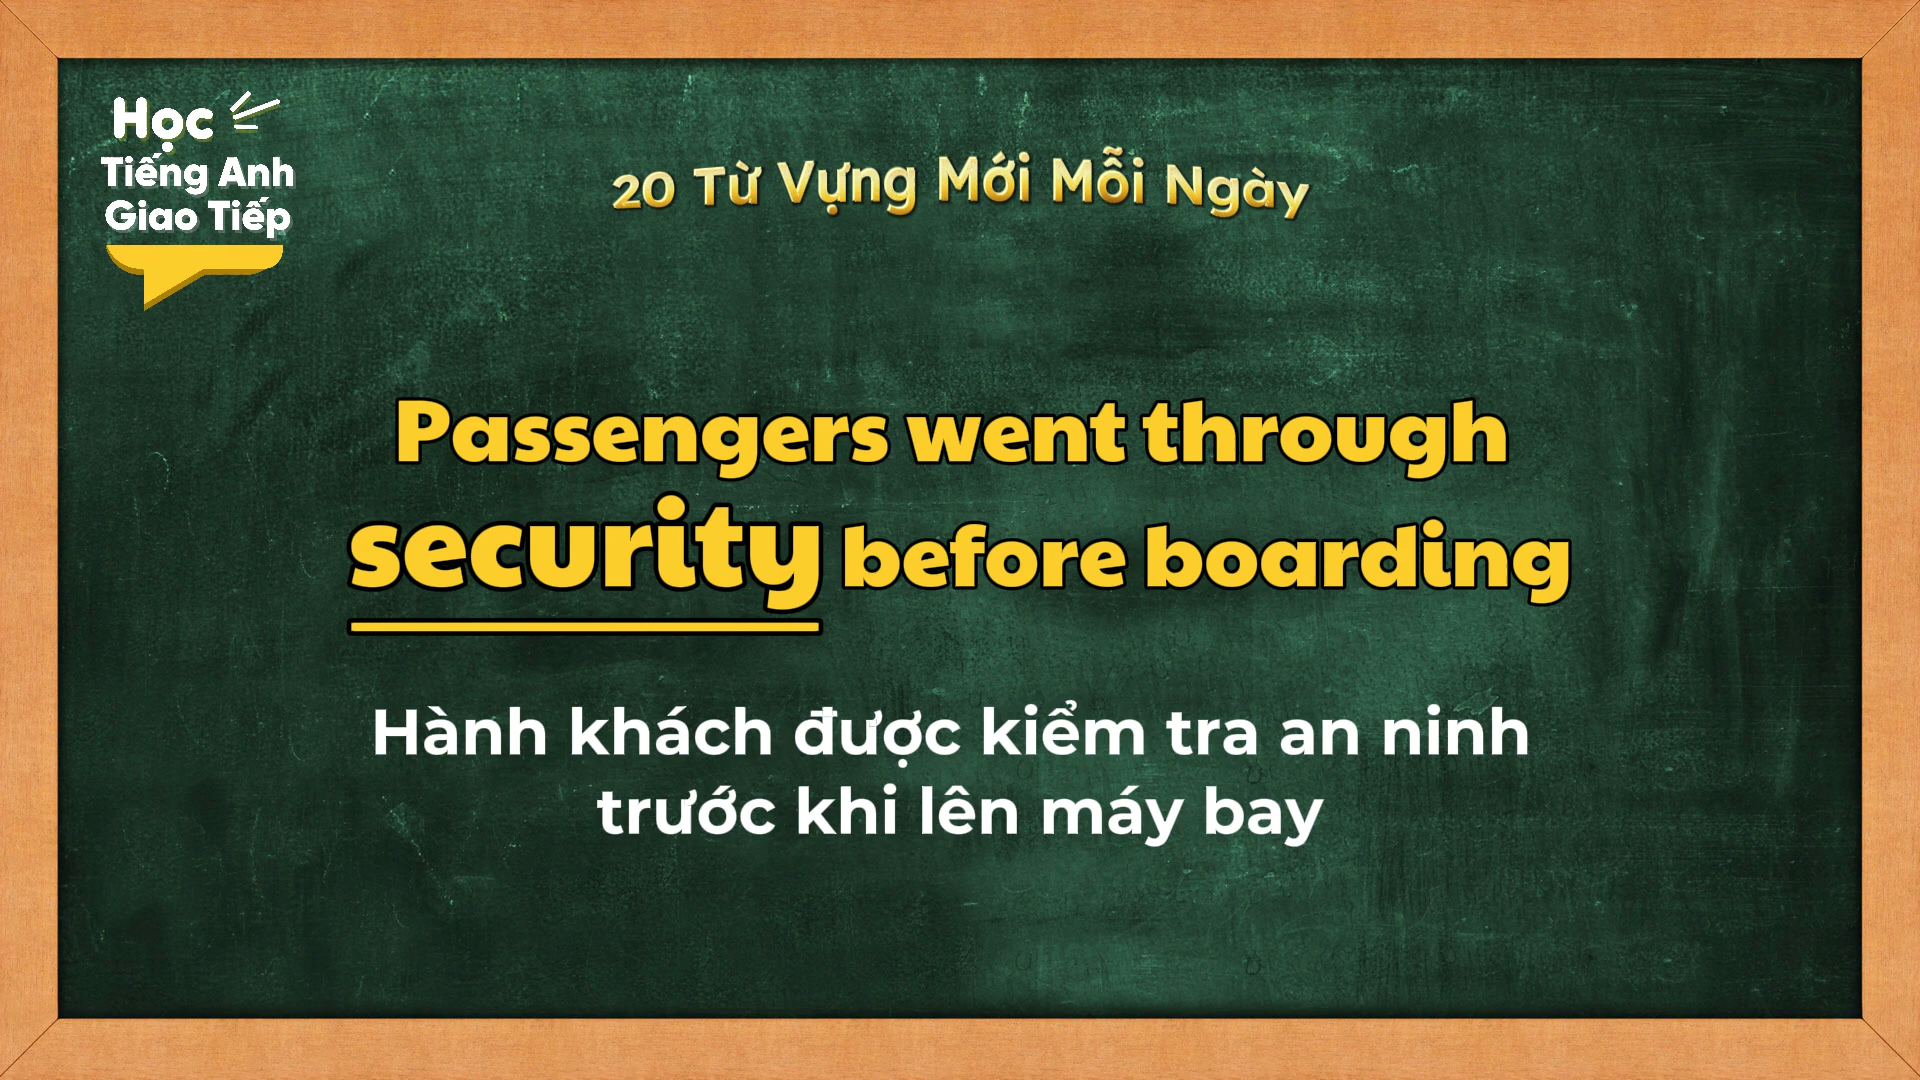 Học
Tiếng Anh
Giao Tiếp
20 Từ Vựng Mới Mỗi Ngày
Passengers went through
security before boarding
Hành khách được kiểm tra an ninh
trước khi lên máy bay